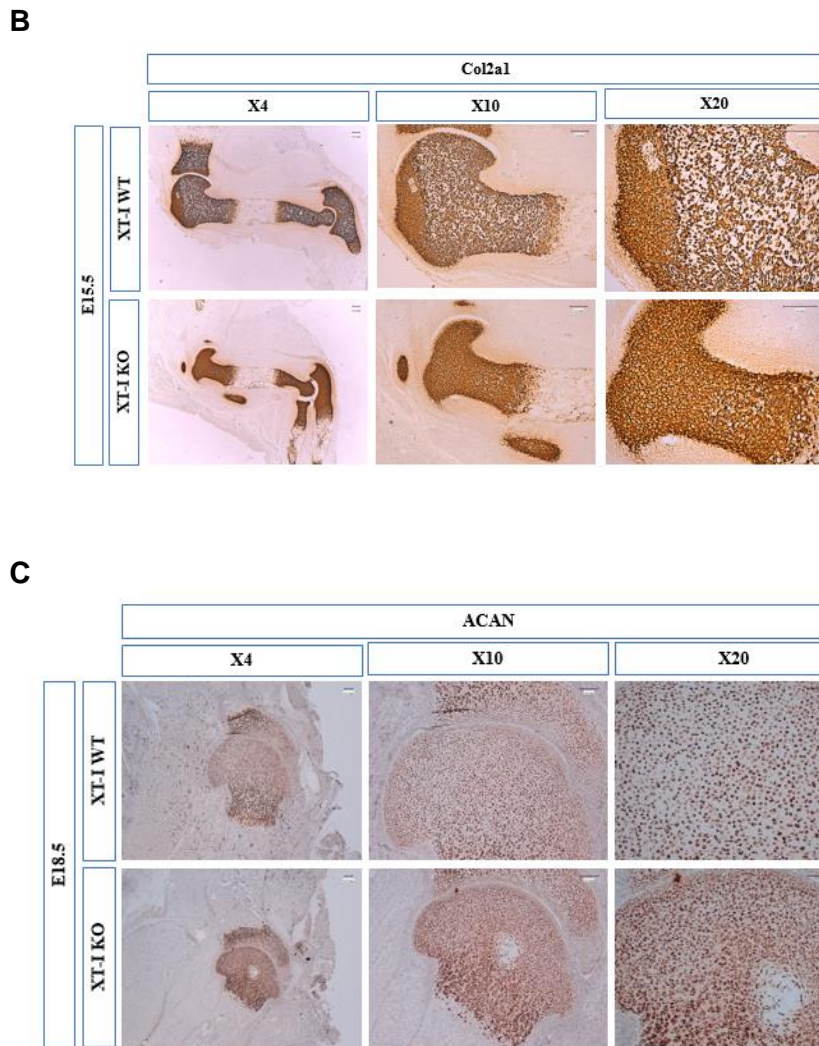 B
Col2a1
X4 X10 X20
E15.5
XT-I WT
XT-I KO
C
ACAN
X4 X10 X20
E18.5
XT-I WT
XT-I KO